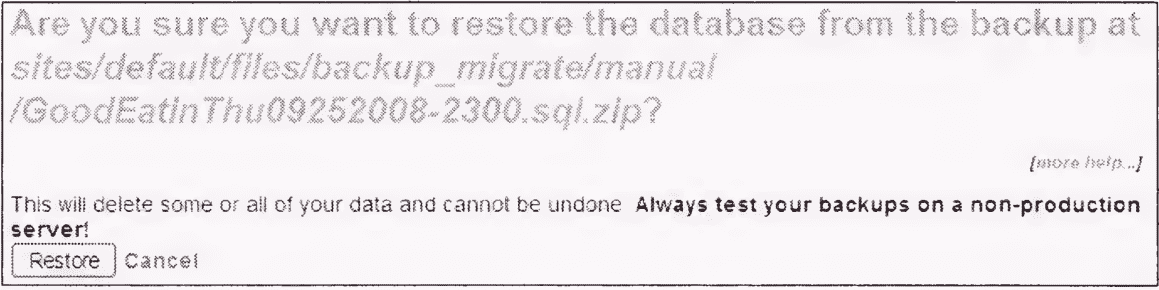 Are you sure you want to restore the database from the backup at
sites/default/files/backup_migrate/manual
/GoodEatinThu09252008-2300.sql.zip?
[more help...]
This will delete some or all of your data and cannot be undone Always test your backups on a non-production
server!
Restore Cancel